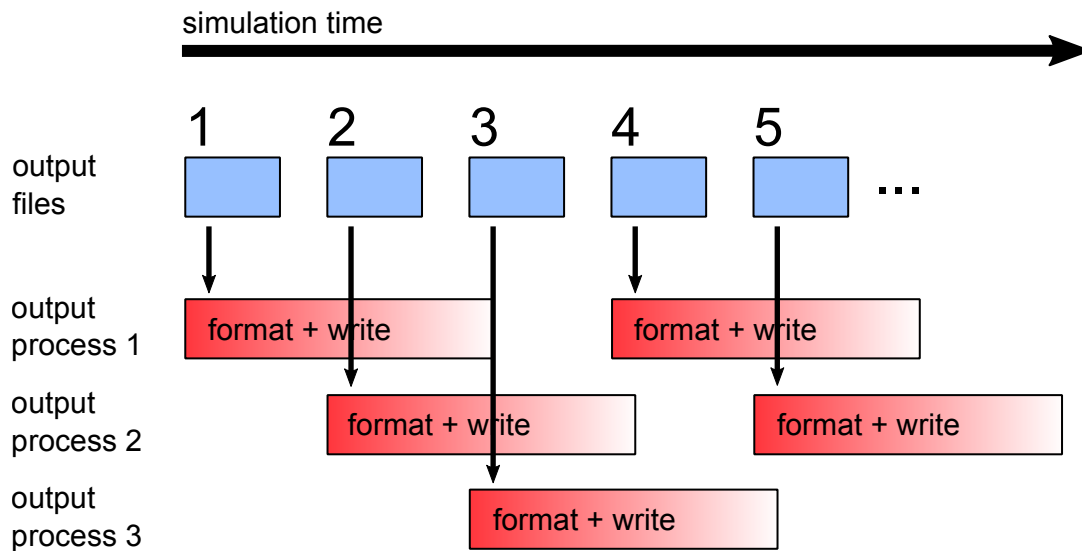 simulation time
1 2 3 4 5
output
files
...
output
process 1
format + write
format + write
output
process 2
format + write
format + write
output
process 3
format + write